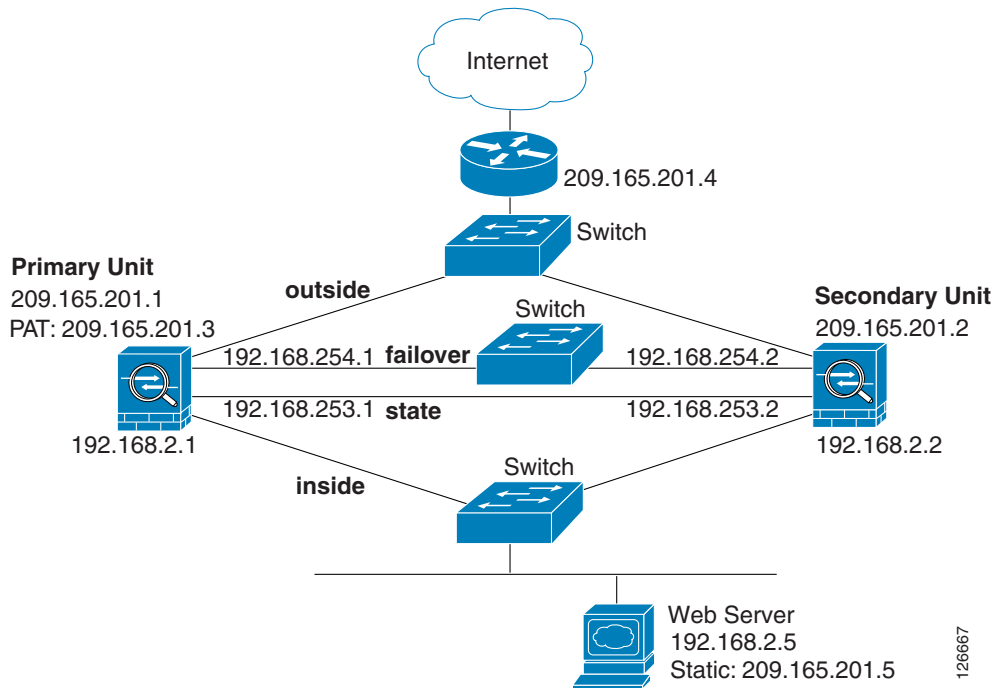 Internet
209.165.201.4
Switch
Primary Unit
209.165.201.1
PAT: 209.165.201.3
outside
Switch
Secondary Unit
209.165.201.2
192.168.254.1
failover
192.168.254.2
192.168.253.1
state
192.168.253.2
192.168.2.1
192.168.2.2
Switch
inside
Web Server
192.168.2.5
Static: 209.165.201.5
126667